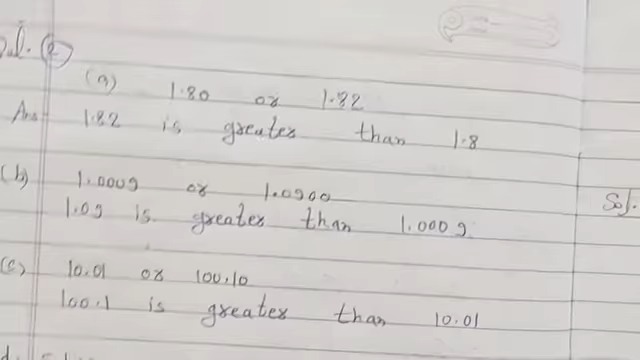 Sol. (2)
(a) 1.80 or 1.82
Ans 1.82 is greater than 1.8
(b) 1.0009 or 1.0900
1.09 is greater than 1.0009
(c) 10.01 or 100.10
100.1 is greater than 10.01
Sol.